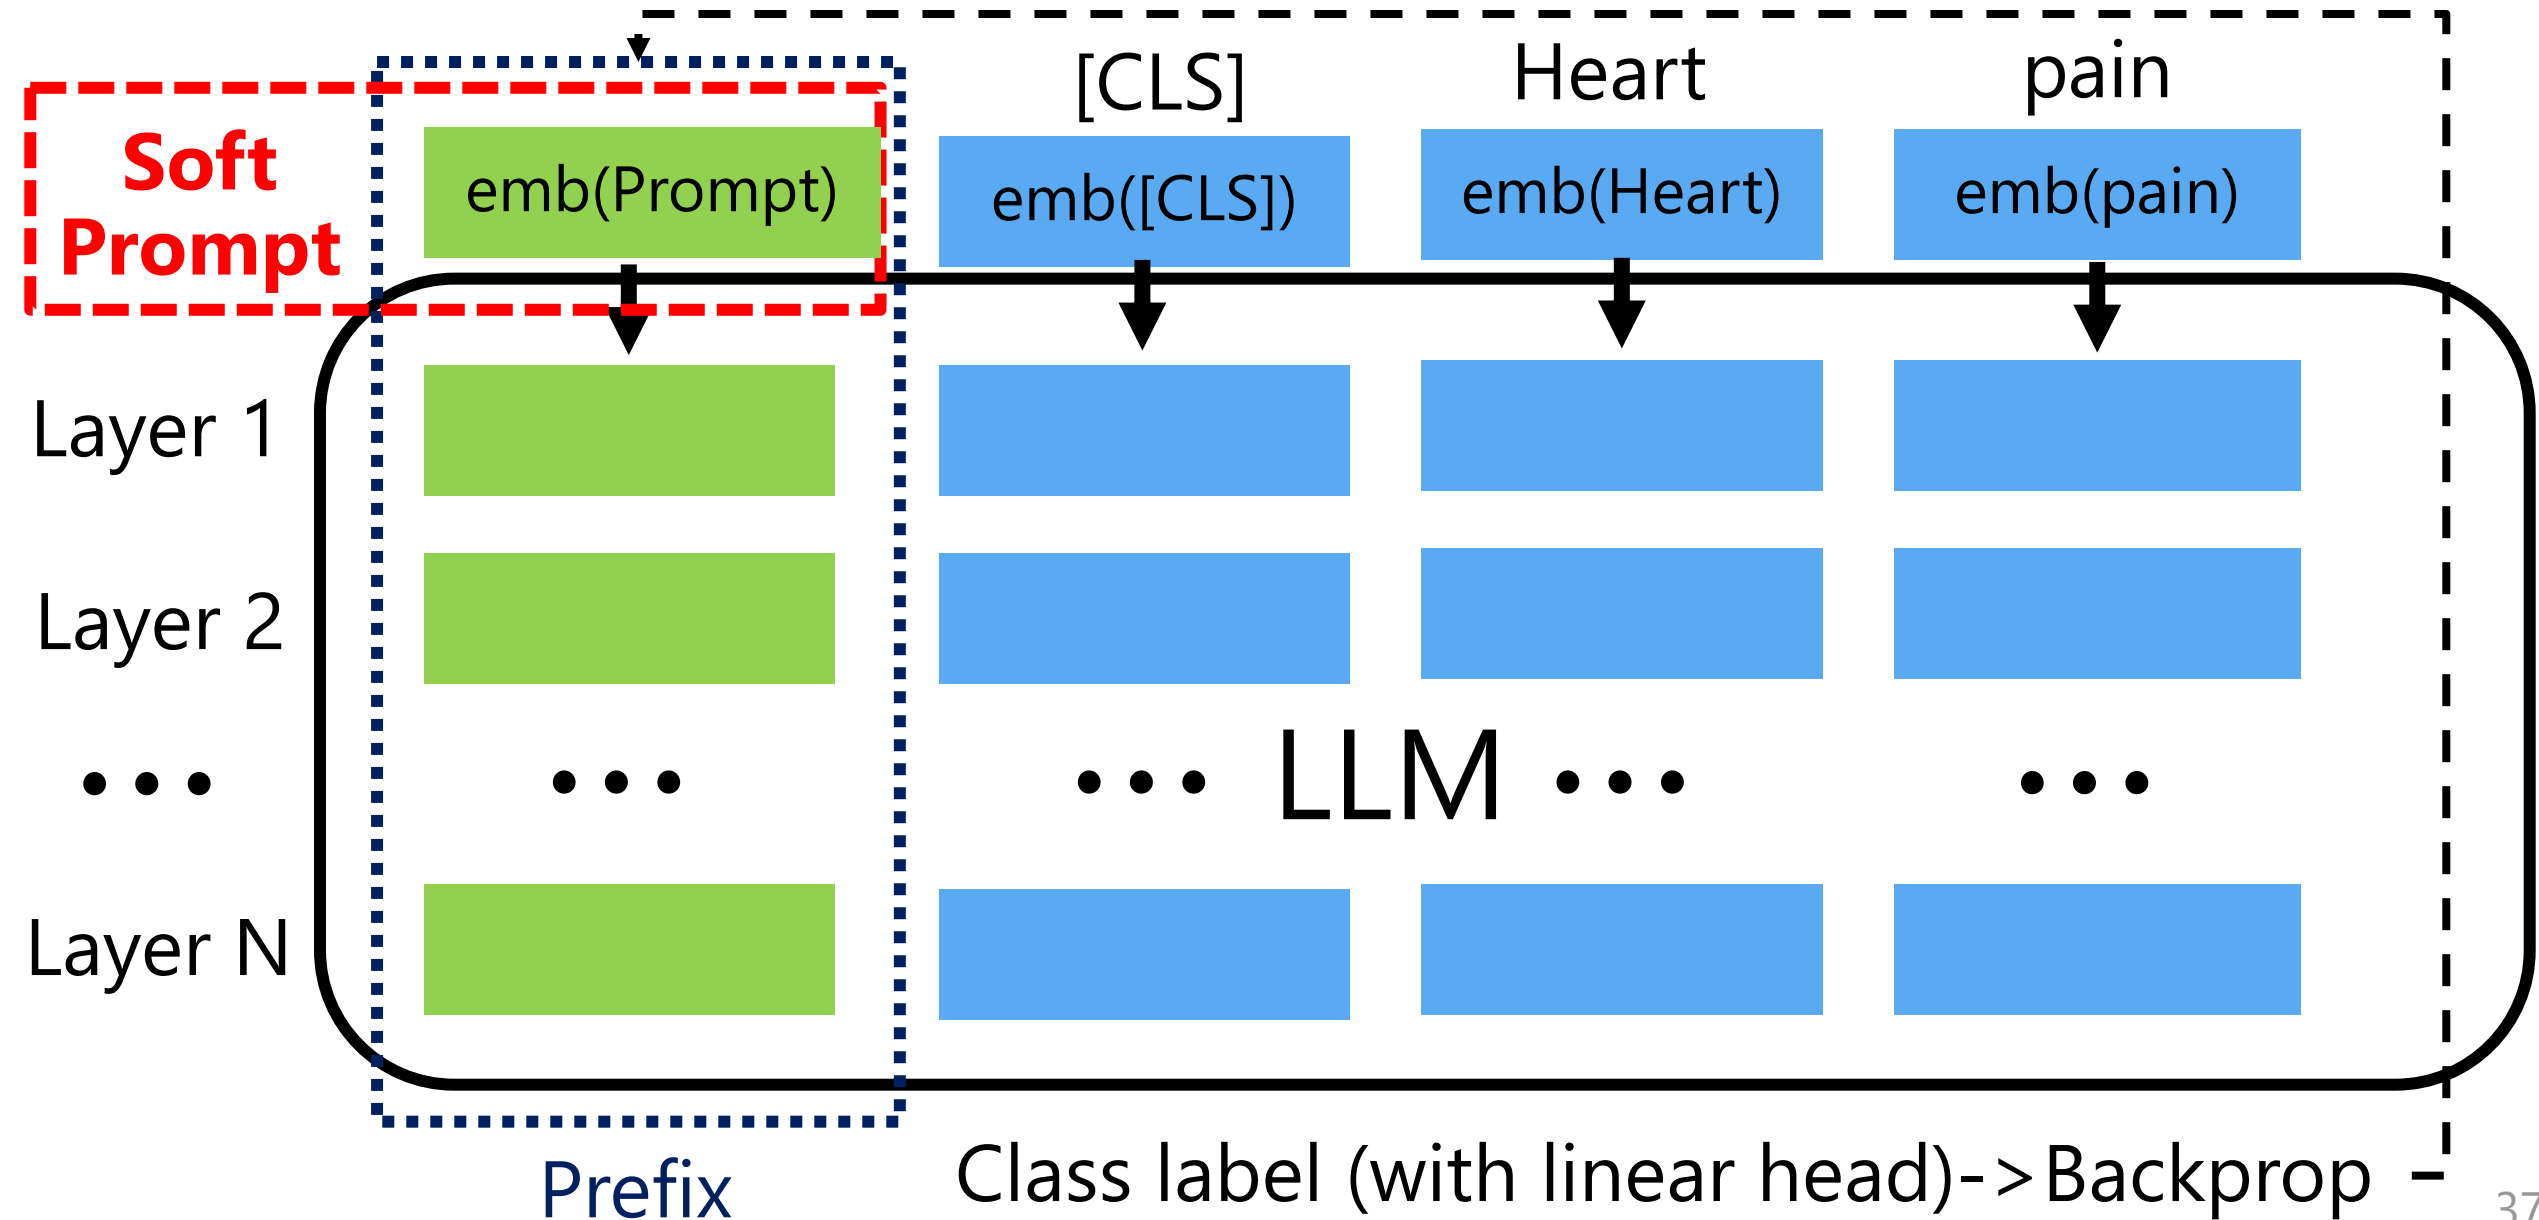 [CLS]
Heart
pain
Soft
Prompt
emb(Prompt)
emb([CLS])
emb(Heart)
emb(pain)
Layer 1
Layer 2
••• ••• ••• LLM ••• •••
Layer N
Prefix
Class label (with linear head)->Backprop
37